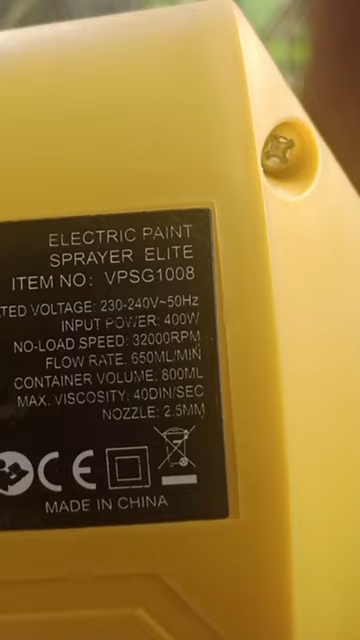 ELECTRIC PAINT
SPRAYER ELITE
ITEM NO: VPSG1008
TED VOLTAGE: 230-240V~50Hz
INPUT POWER: 400W
NO-LOAD SPEED: 32000RPM
FLOW RATE: 650ML/MIN
CONTAINER VOLUME: 800ML
MAX. VISCOSITY: 40DIN/SEC
NOZZLE: 2.5MM
CE
MADE IN CHINA